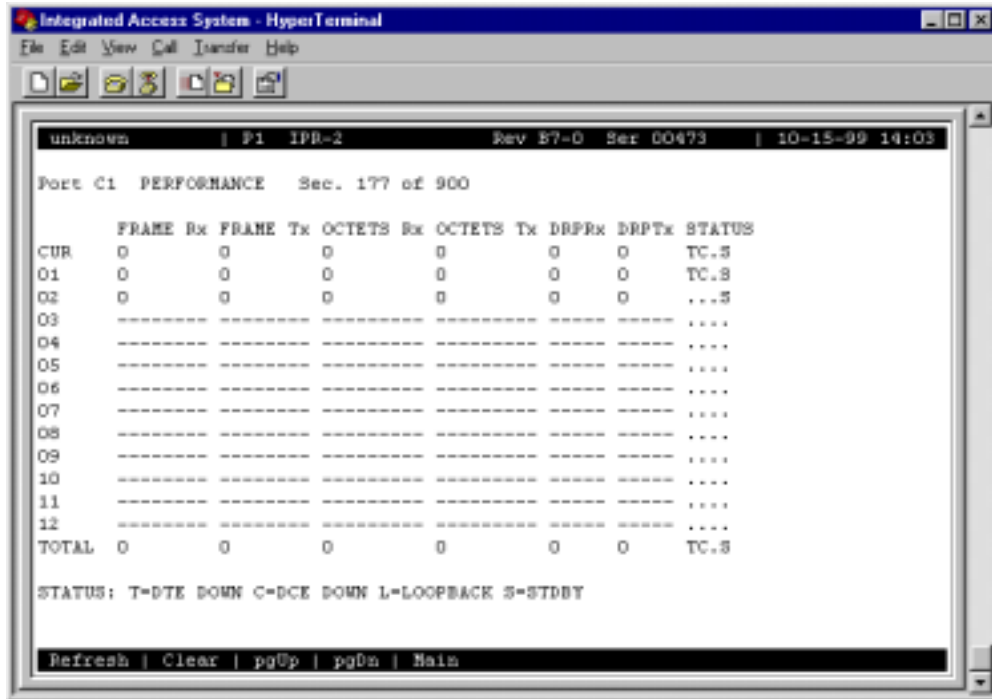 Integrated Access System - HyperTerminal
File Edit View Call Transfer Help
unknown | P1 IPR-2 Rev B7-0 Ser 00473 | 10-15-99 14:03
Port C1 PERFORMANCE Sec. 177 of 900
FRAME Rx FRAME Tx OCTETS Rx OCTETS Tx DRPRx DRPTx STATUS
CUR 0 0 0 0 0 0 TC.S
01 0 0 0 0 0 0 TC.S
02 0 0 0 0 0 0 ...S
03 -------- -------- --------- --------- ----- ----- ....
04 -------- -------- --------- --------- ----- ----- ....
05 -------- -------- --------- --------- ----- ----- ....
06 -------- -------- --------- --------- ----- ----- ....
07 -------- -------- --------- --------- ----- ----- ....
08 -------- -------- --------- --------- ----- ----- ....
09 -------- -------- --------- --------- ----- ----- ....
10 -------- -------- --------- --------- ----- ----- ....
11 -------- -------- --------- --------- ----- ----- ....
12 -------- -------- --------- --------- ----- ----- ....
TOTAL 0 0 0 0 0 0 TC.S
STATUS: T=DTE DOWN C=DCE DOWN L=LOOPBACK S=STDBY
Refresh | Clear | pgUp | pgDn | Main